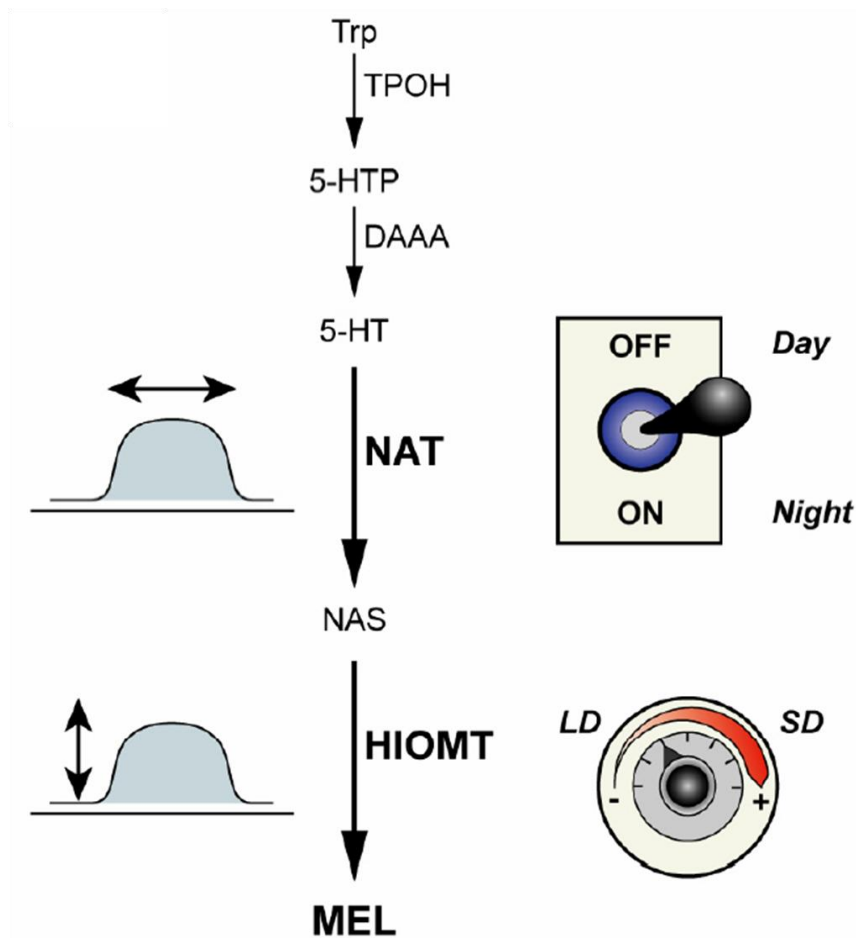 Trp
TPOH
5-HTP
DAAA
5-HT
OFF
Day
NAT
ON
Night
NAS
LD
SD
HIOMT
- +
MEL